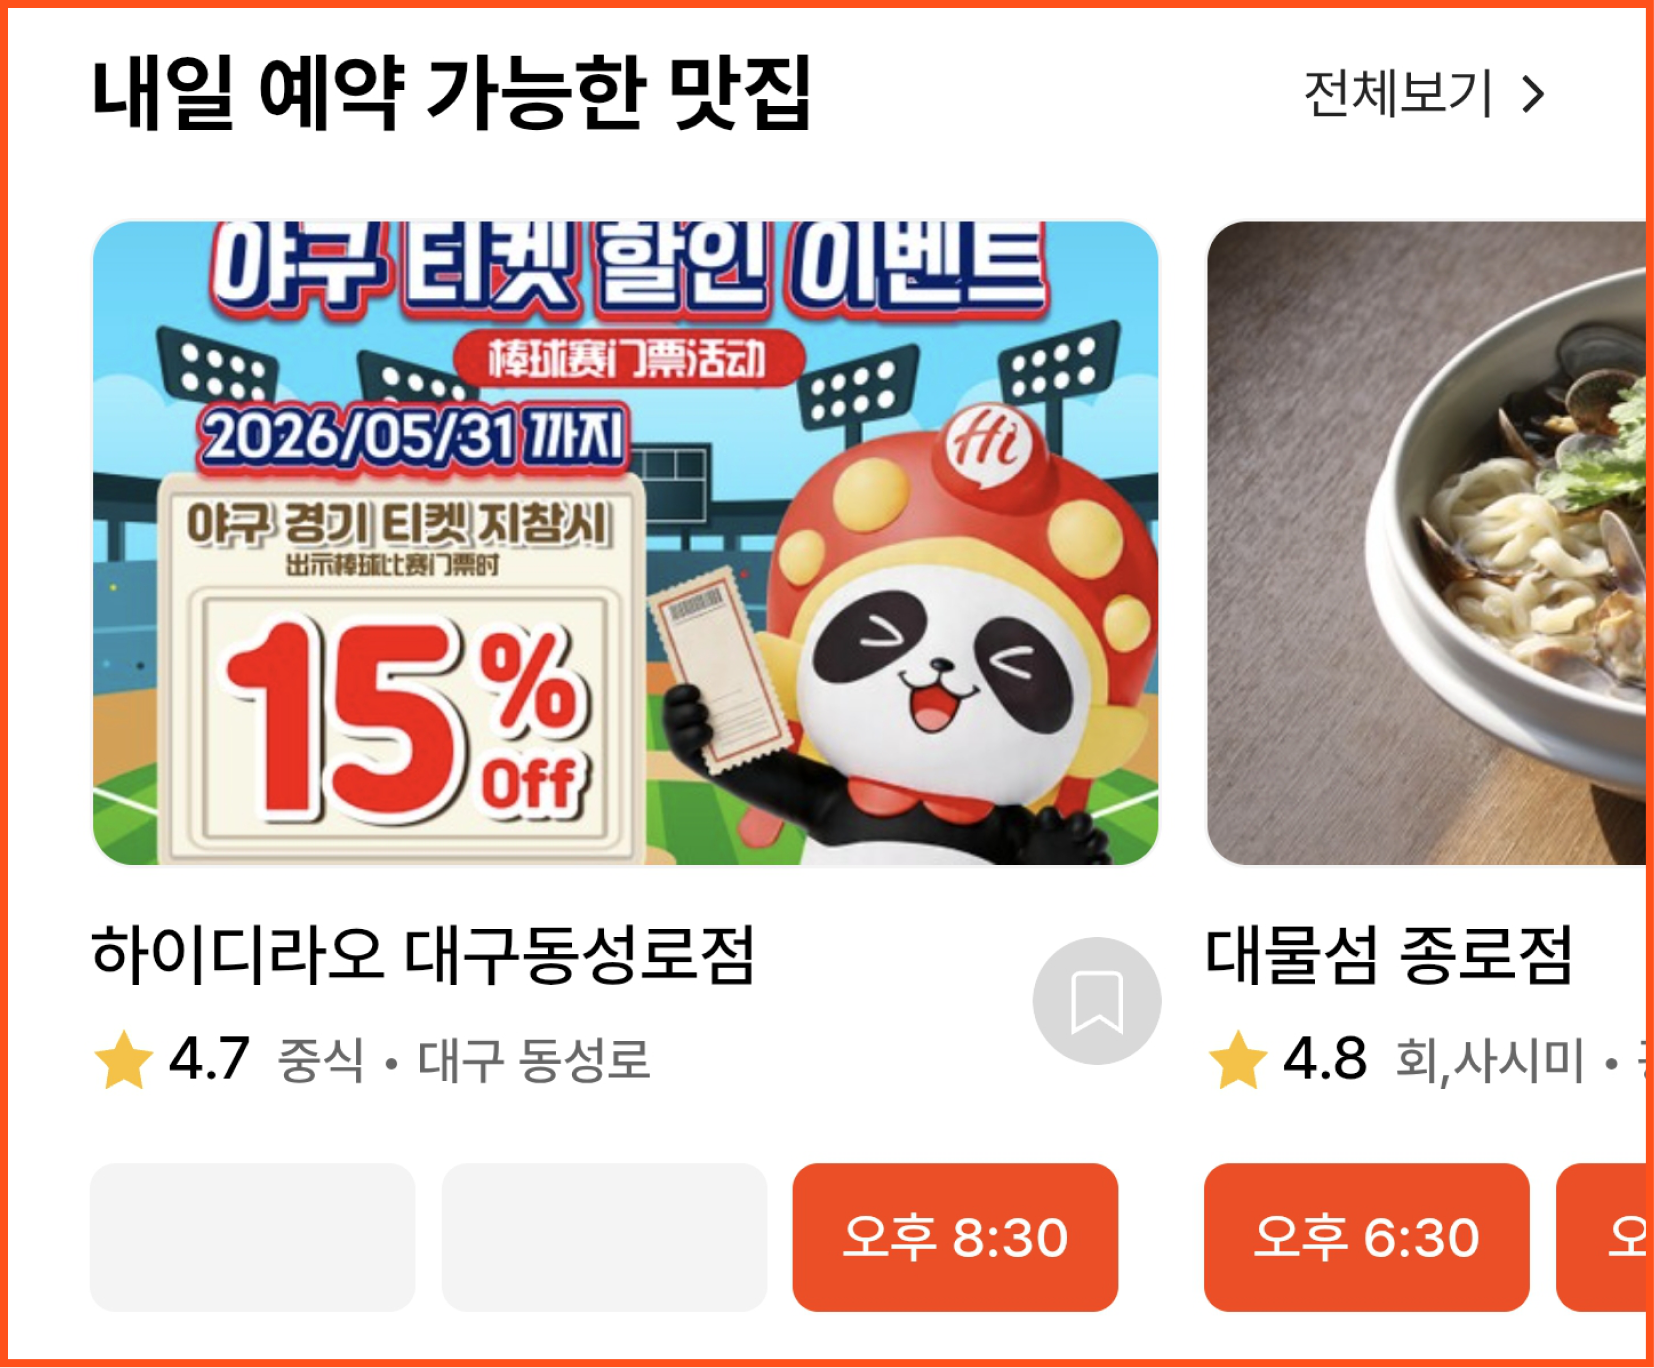 내일 예약 가능한 맛집
전체보기
야구 티켓 할인 이벤트
棒球赛门票活动
2026/05/31 까지
야구 경기 티켓 지참시
出示棒球比赛门票时
15%
Off
Hi
하이디라오 대구동성로점
4.7 중식 • 대구 동성로
오후 8:30
대물섬 종로점
4.8 회,사시미 •
오후 6:30